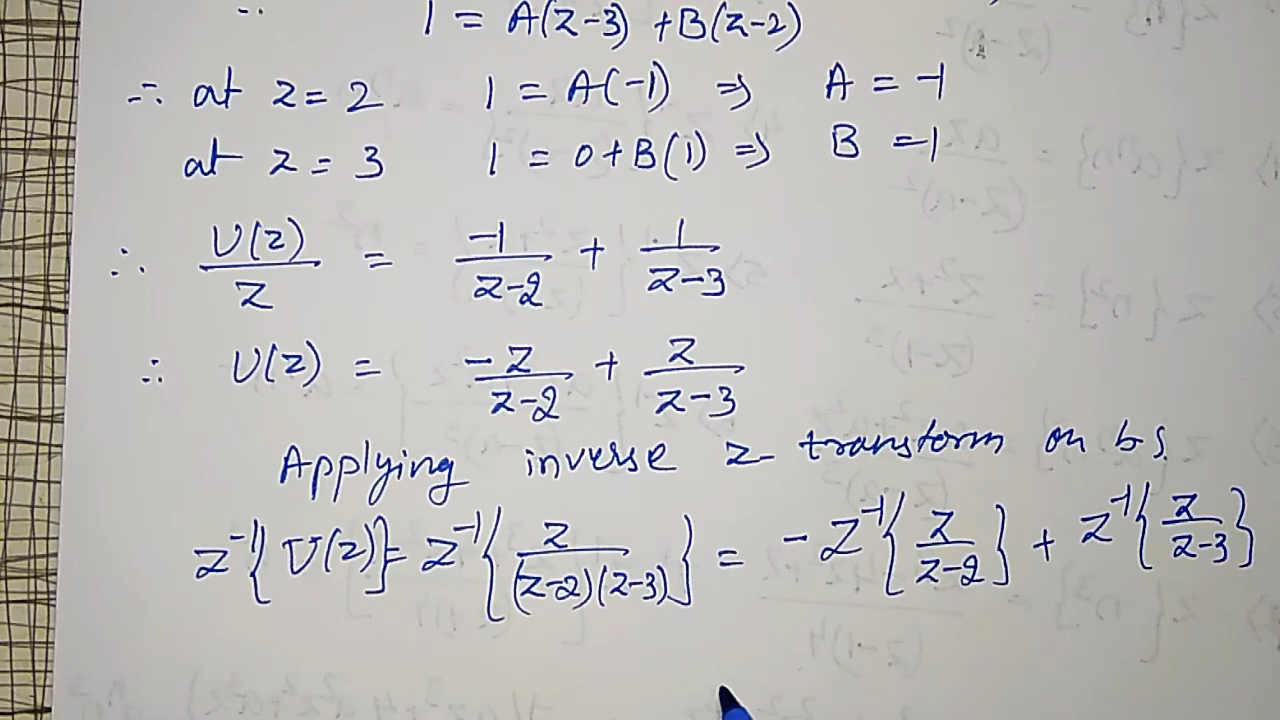 ∴ 1 = A(z-3) + B(z-2)
∴ at z = 2 1 = A(-1) ⇒ A = -1
at z = 3 1 = 0 + B(1) ⇒ B = 1
∴ U(z)/z = -1/(z-2) + 1/(z-3)
∴ U(z) = -z/(z-2) + z/(z-3)
Applying inverse z- transform on b.s.
z⁻¹{U(z)} = z⁻¹{z/((z-2)(z-3))} = -z⁻¹{z/(z-2)} + z⁻¹{z/(z-3)}